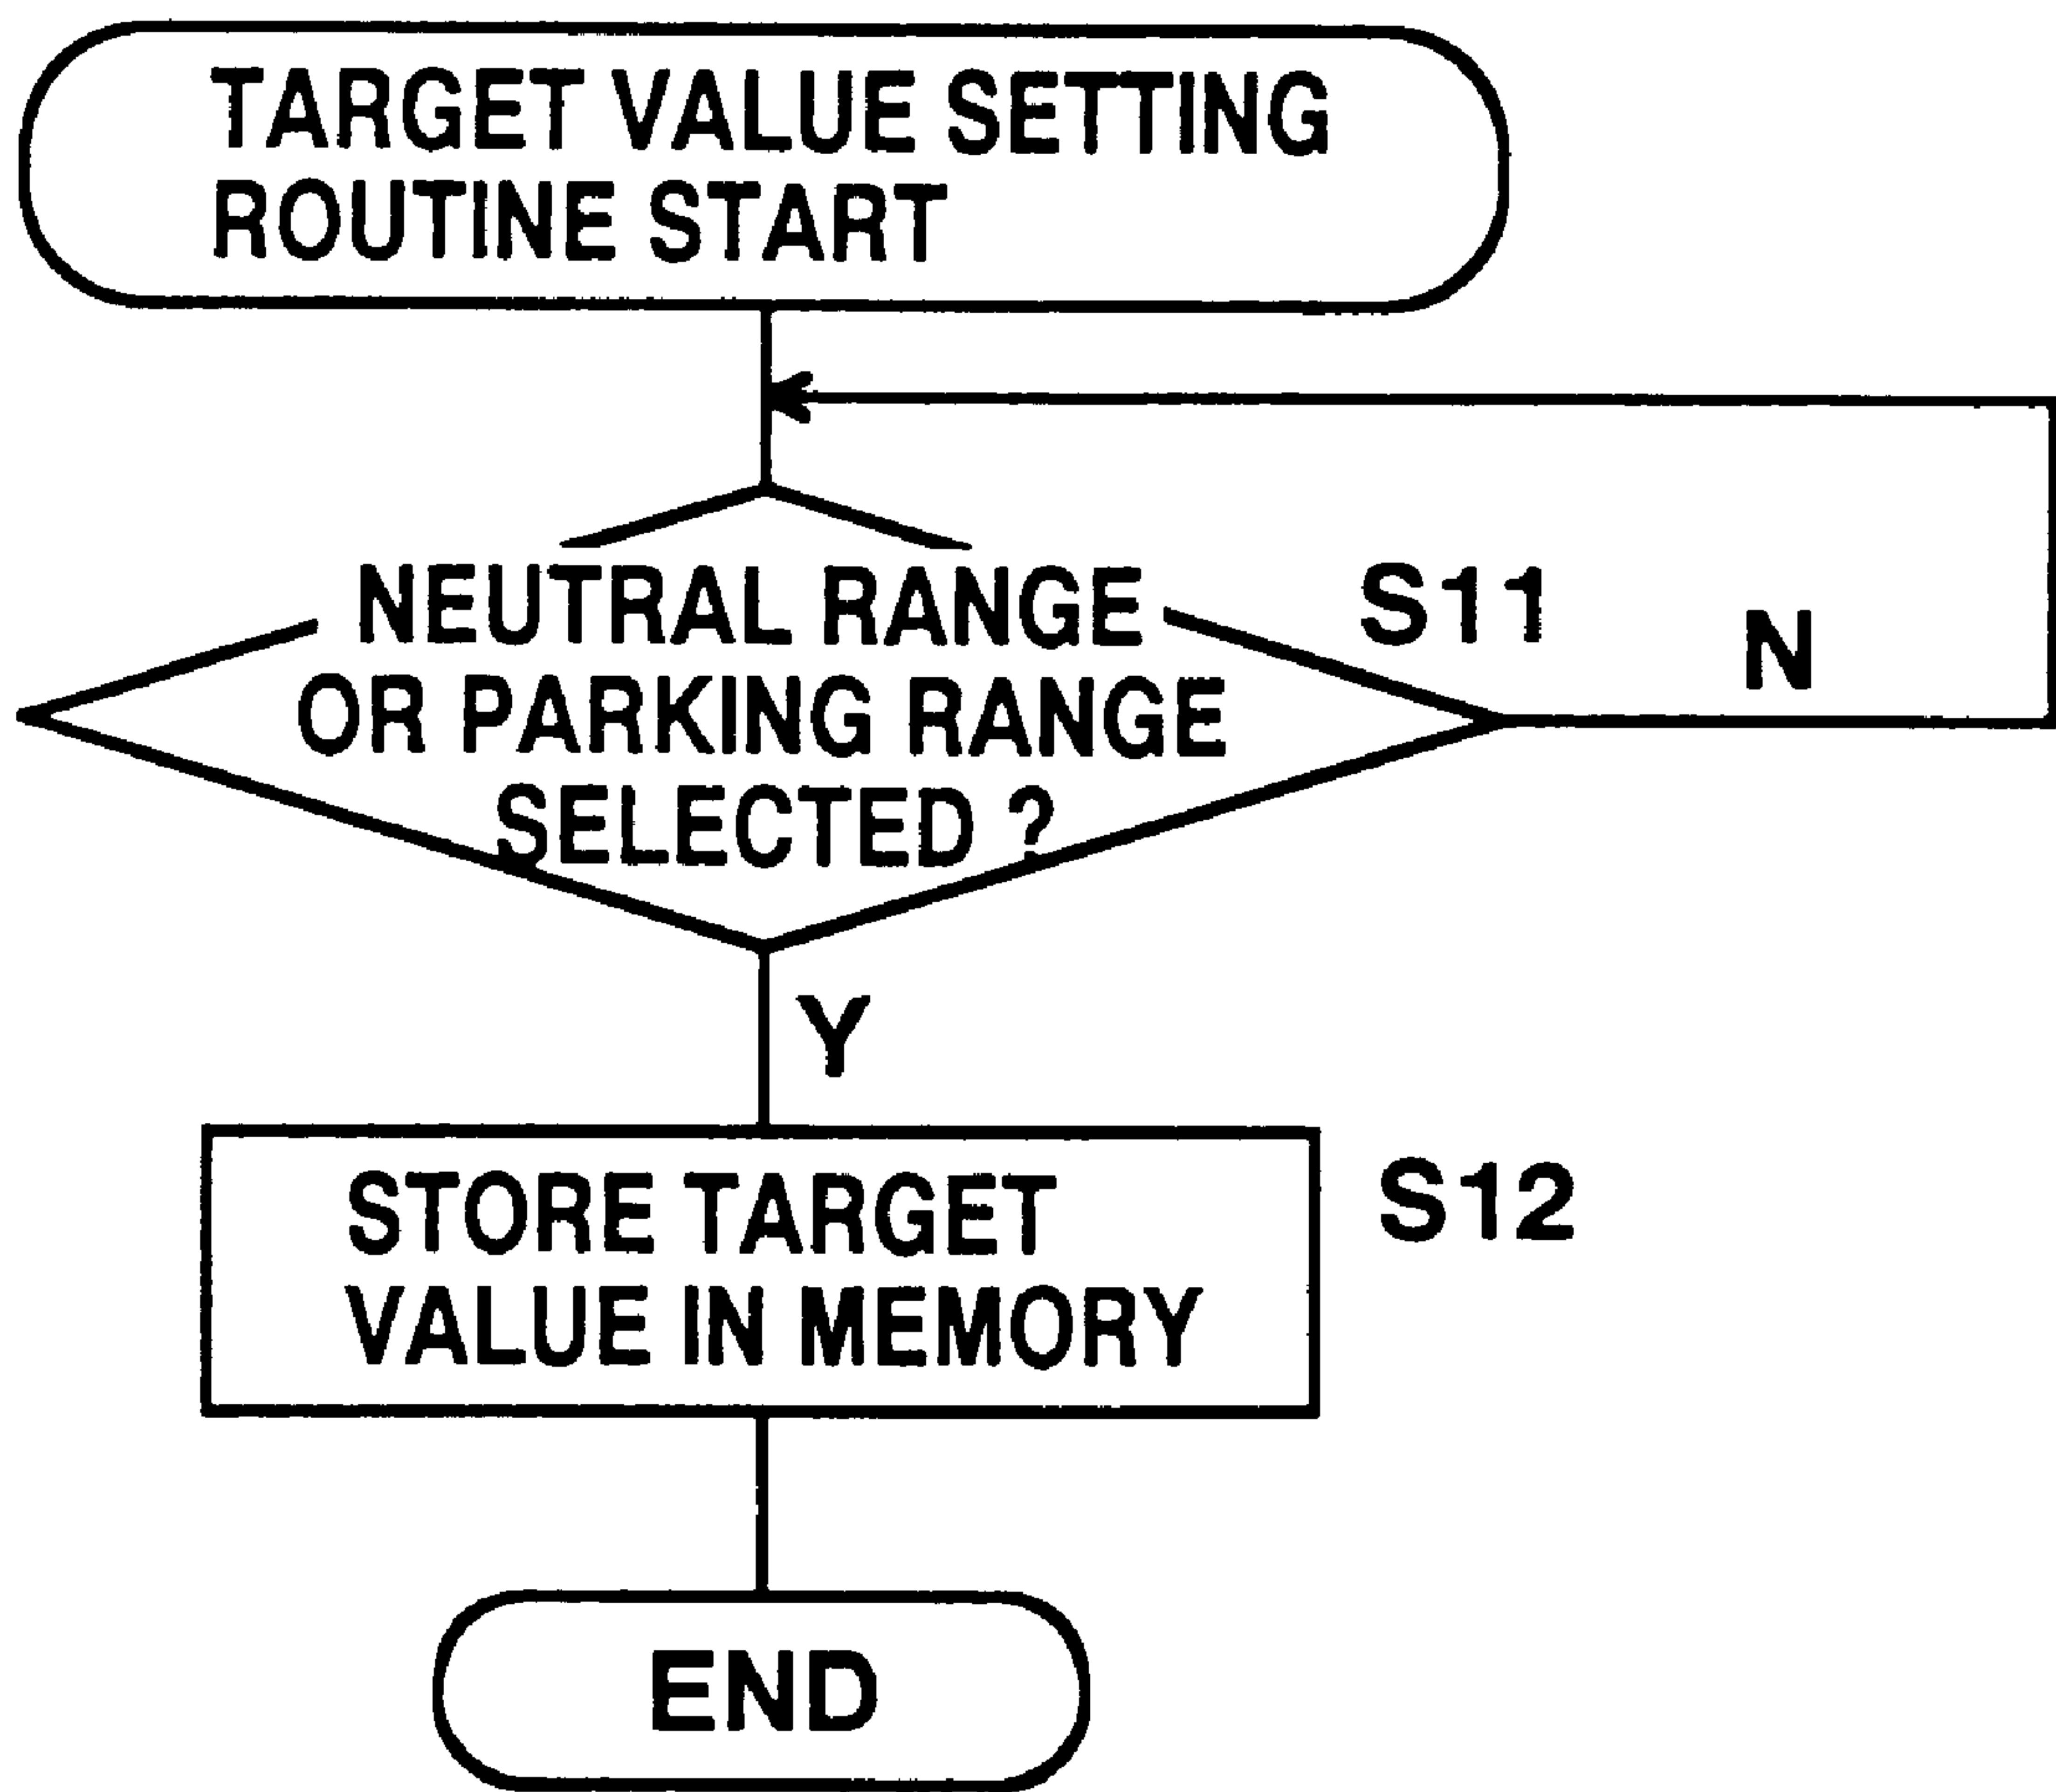 TARGET VALUE SETTING
ROUTINE START
NEUTRAL RANGE
OR PARKING RANGE
SELECTED ?
S11
N
Y
STORE TARGET
VALUE IN MEMORY
S12
END